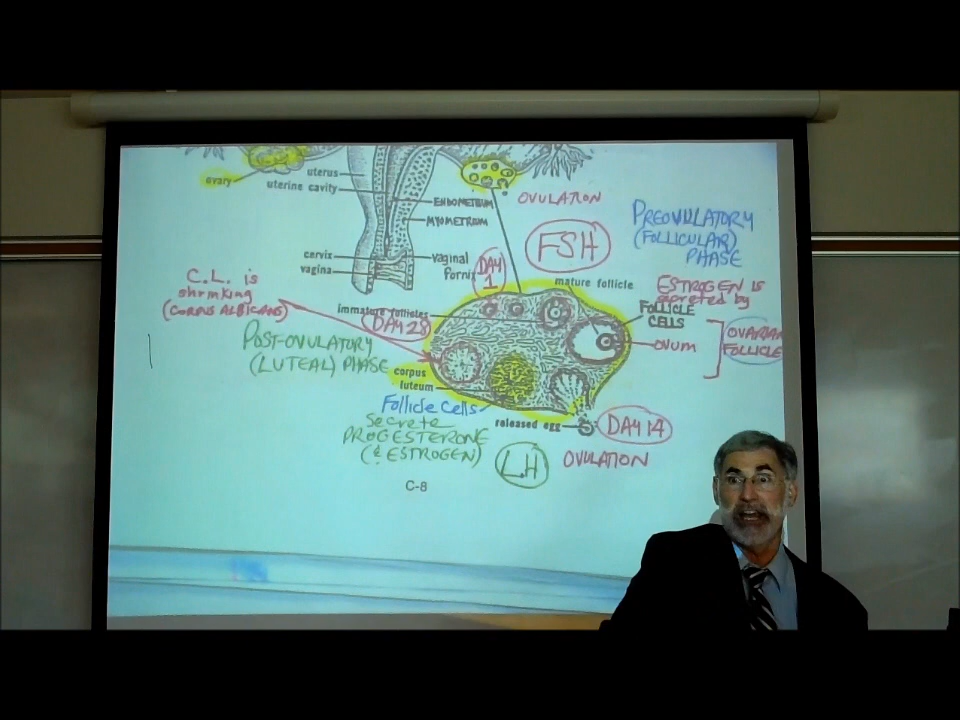 ovary
uterus
uterine cavity
ENDOMETRIUM
MYOMETRIUM
OVULATION
PREOVULATORY
(FOLLICULAR)
PHASE
FSH
cervix
vagina
vaginal
fornix
DAY
1
mature follicle
C.L. is
shrinking
(CORPUS ALBICANS)
immature follicles
DAY 28
ESTROGEN IS
secreted by
FOLLICLE
CELLS
OVUM
OVARIAN
FOLLICLE
POST-OVULATORY
(LUTEAL) PHASE
corpus
luteum
Follicle Cells
secrete
PROGESTERONE
(& ESTROGEN)
released egg
DAY 14
LH
OVULATION
C-8